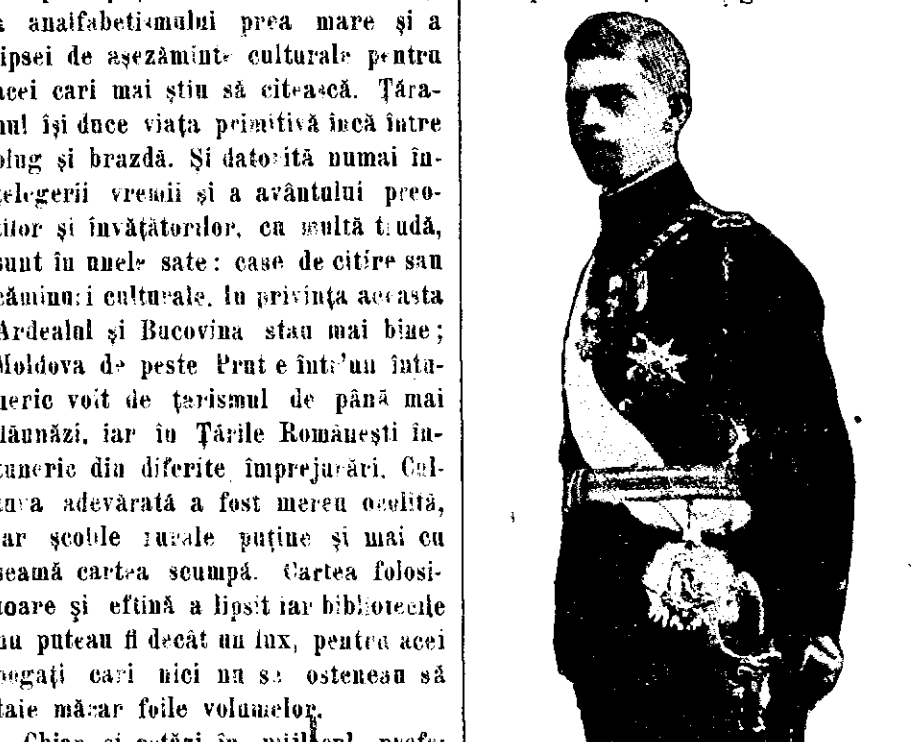 analfabetismului prea mare și a
lipsei de așezăminte culturale pentru
acei cari mai știu să citească. Țăra-
nul își duce viața primitivă încă între
plug și brazdă. Și datorită numai în-
țelegerii vremii și a avântului preo-
ților și învățătorilor, cu multă trudă,
sunt în unele sate: case de citire sau
căminuri culturale. În privința aceasta
Ardealul și Bucovina stau mai bine;
Moldova de peste Prut e într'un întu-
neric voit de țarismul de până mai
dăunăzi, iar în Țările Românești în-
tuneric din diferite împrejurări. Cul-
tura adevărată a fost mereu ocolită,
iar școlile rurale puține și mai cu
seamă cartea scumpă. Cartea folosi-
toare și eftină a lipsit iar bibliotecile
nu puteau fi decât un lux, pentru acei
bogați cari nici nu se osteneau să
taie măcar foile volumelor.
Chiar și astăzi în